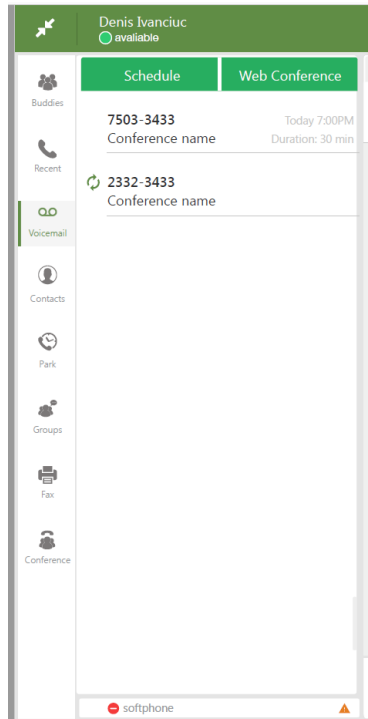 Denis Ivanciuc
avaliable
Schedule
Web Conference
Buddies
Recent
Voicemail
Contacts
Park
Groups
Fax
Conference
7503-3433
Today 7:00PM
Conference name
Duration: 30 min
2332-3433
Conference name
softphone